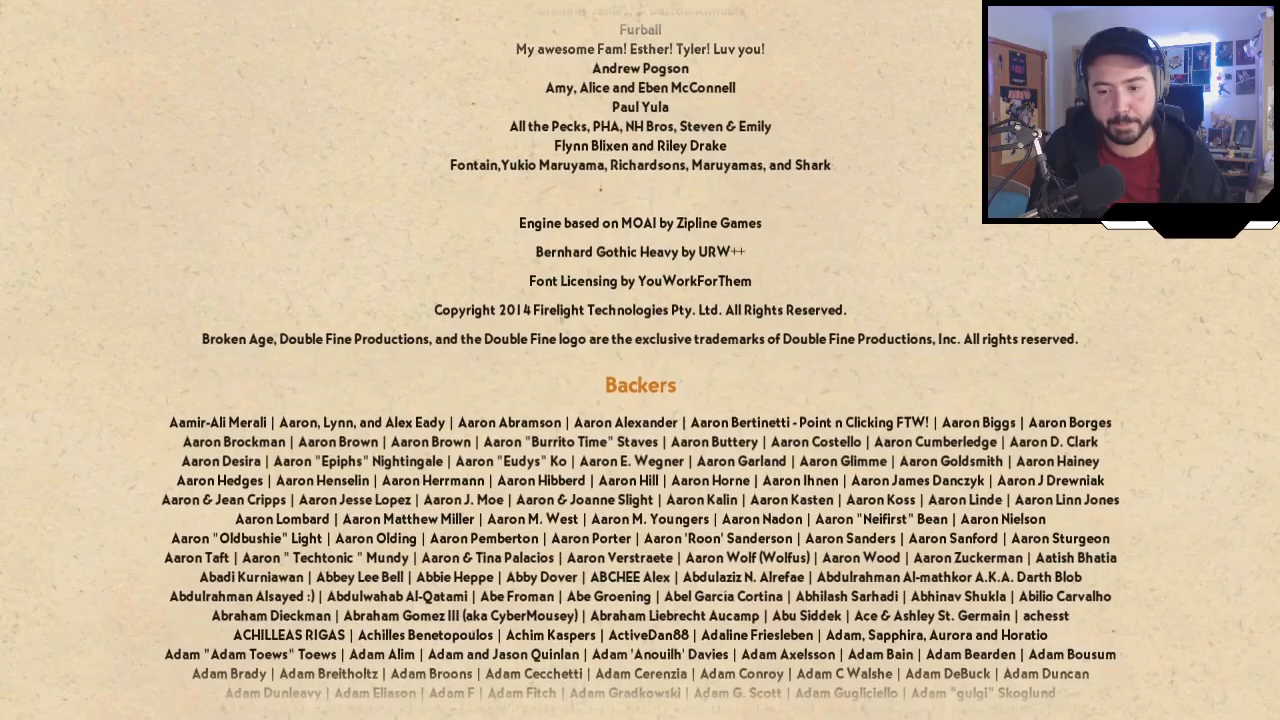 Furball
My awesome Fam! Esther! Tyler! Luv you!
Andrew Pogson
Amy, Alice and Eben McConnell
Paul Yula
All the Pecks, PHA, NH Bros, Steven & Emily
Flynn Blixen and Riley Drake
Fontain,Yukio Maruyama, Richardsons, Maruyamas, and Shark
Engine based on MOAI by Zipline Games
Bernhard Gothic Heavy by URW++
Font Licensing by YouWorkForThem
Copyright 2014 Firelight Technologies Pty. Ltd. All Rights Reserved.
Broken Age, Double Fine Productions, and the Double Fine logo are the exclusive trademarks of Double Fine Productions, Inc. All rights reserved.
Backers
Aamir-Ali Merali | Aaron, Lynn, and Alex Eady | Aaron Abramson | Aaron Alexander | Aaron Bertinetti - Point n Clicking FTW! | Aaron Biggs | Aaron Borges
Aaron Brockman | Aaron Brown | Aaron Brown | Aaron "Burrito Time" Staves | Aaron Buttery | Aaron Costello | Aaron Cumberledge | Aaron D. Clark
Aaron Desira | Aaron "Epiphs" Nightingale | Aaron "Eudys" Ko | Aaron E. Wegner | Aaron Garland | Aaron Glimme | Aaron Goldsmith | Aaron Hainey
Aaron Hedges | Aaron Henselin | Aaron Herrmann | Aaron Hibberd | Aaron Hill | Aaron Horne | Aaron Ihnen | Aaron James Danczyk | Aaron J Drewniak
Aaron & Jean Cripps | Aaron Jesse Lopez | Aaron J. Moe | Aaron & Joanne Slight | Aaron Kalin | Aaron Kasten | Aaron Koss | Aaron Linde | Aaron Linn Jones
Aaron Lombard | Aaron Matthew Miller | Aaron M. West | Aaron M. Youngers | Aaron Nadon | Aaron "Neifirst" Bean | Aaron Nielson
Aaron "Oldbushie" Light | Aaron Olding | Aaron Pemberton | Aaron Porter | Aaron 'Roon' Sanderson | Aaron Sanders | Aaron Sanford | Aaron Sturgeon
Aaron Taft | Aaron " Techtonic " Mundy | Aaron & Tina Palacios | Aaron Verstraete | Aaron Wolf (Wolfus) | Aaron Wood | Aaron Zuckerman | Aatish Bhatia
Abadi Kurniawan | Abbey Lee Bell | Abbie Heppe | Abby Dover | ABCHEE Alex | Abdulaziz N. Alrefae | Abdulrahman Al-mathkor A.K.A. Darth Blob
Abdulrahman Alsayed :) | Abdulwahab Al-Qatami | Abe Froman | Abe Groening | Abel García Cortina | Abhilash Sarhadi | Abhinav Shukla | Abilio Carvalho
Abraham Dieckman | Abraham Gomez III (aka CyberMousey) | Abraham Liebrecht Aucamp | Abu Siddek | Ace & Ashley St. Germain | achesst
ACHILLEAS RIGAS | Achilles Benetopoulos | Achim Kaspers | ActiveDan88 | Adaline Friesleben | Adam, Sapphira, Aurora and Horatio
Adam "Adam Toews" Toews | Adam Alim | Adam and Jason Quinlan | Adam 'Anouilh' Davies | Adam Axelsson | Adam Bain | Adam Bearden | Adam Bousum
Adam Brady | Adam Breitholtz | Adam Broons | Adam Cecchetti | Adam Cerenzia | Adam Conroy | Adam C Walshe | Adam DeBuck | Adam Duncan
Adam Dunleavy | Adam Eliason | Adam F | Adam Fitch | Adam Gradkowski | Adam G. Scott | Adam Gugliciello | Adam "gulgi" Skoglund